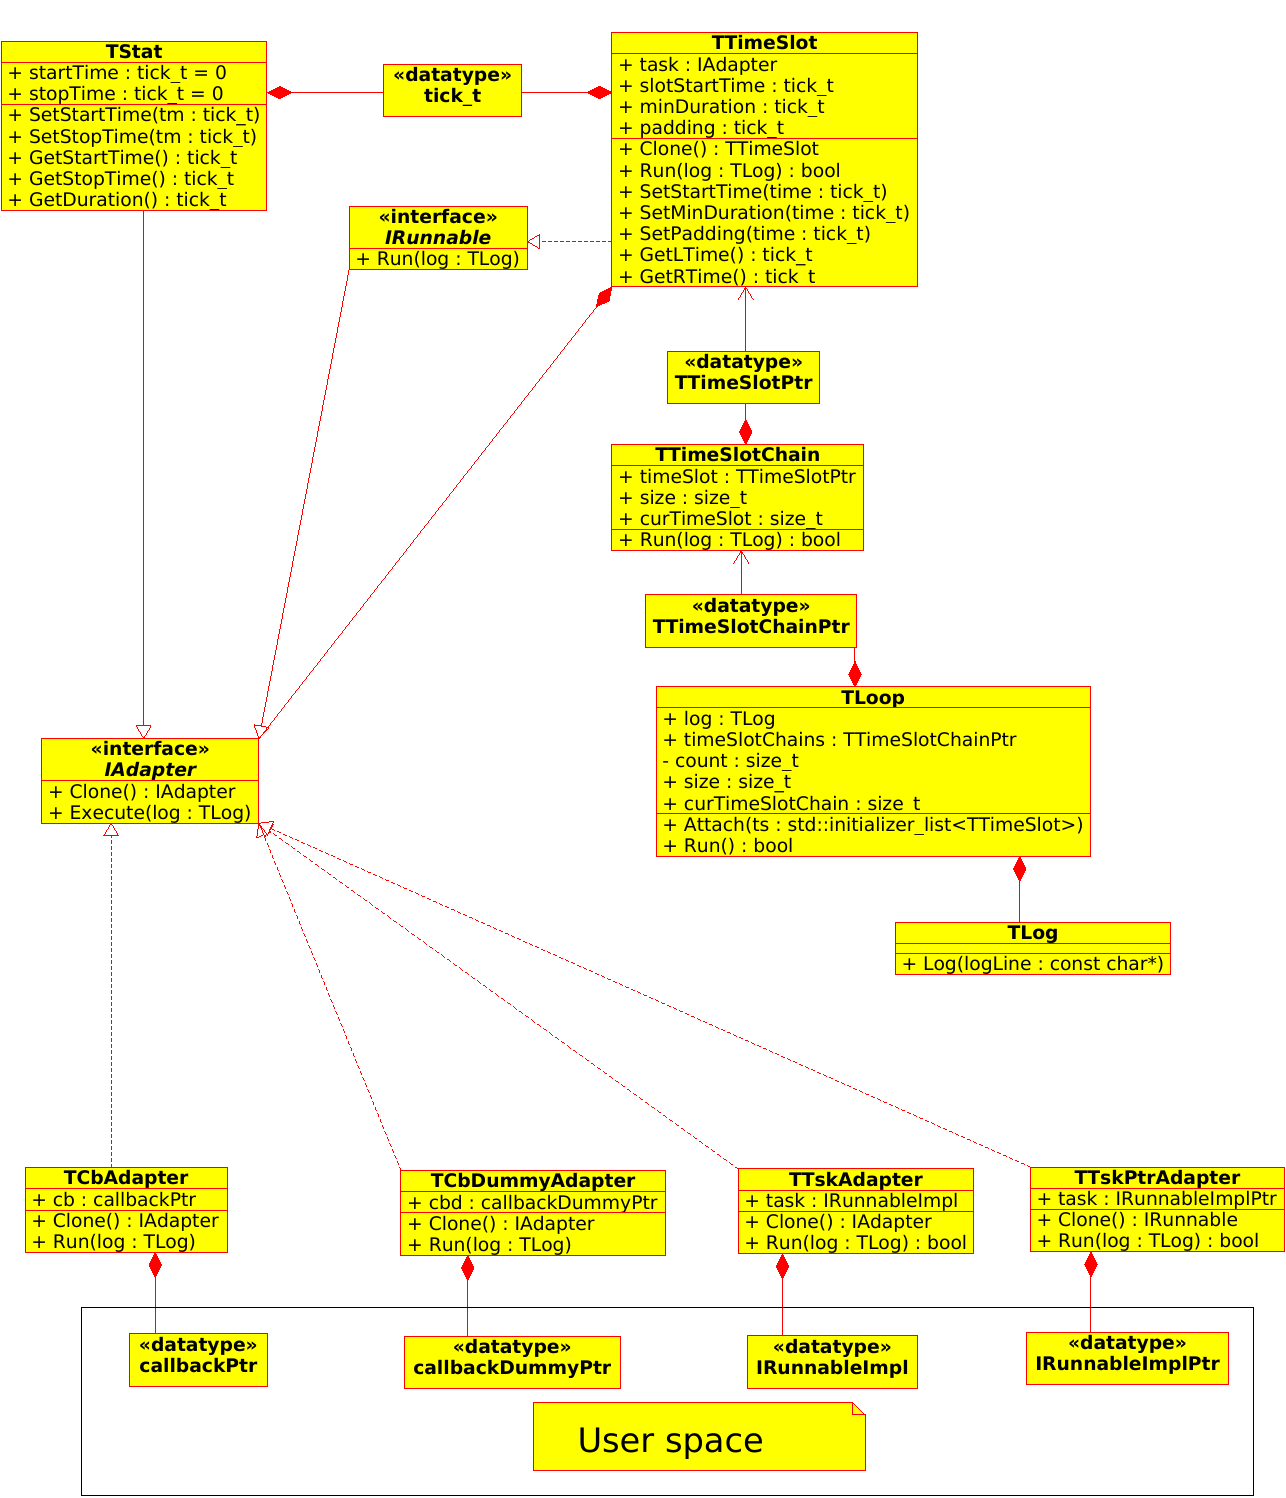 TStat
+ startTime : tick_t = 0
+ stopTime : tick_t = 0
+ SetStartTime(tm : tick_t)
+ SetStopTime(tm : tick_t)
+ GetStartTime() : tick_t
+ GetStopTime() : tick_t
+ GetDuration() : tick_t
«datatype»
tick_t
TTimeSlot
+ task : IAdapter
+ slotStartTime : tick_t
+ minDuration : tick_t
+ padding : tick_t
+ Clone() : TTimeSlot
+ Run(log : TLog) : bool
+ SetStartTime(time : tick_t)
+ SetMinDuration(time : tick_t)
+ SetPadding(time : tick_t)
+ GetLTime() : tick_t
+ GetRTime() : tick_t
«interface»
IRunnable
+ Run(log : TLog)
«datatype»
TTimeSlotPtr
TTimeSlotChain
+ timeSlot : TTimeSlotPtr
+ size : size_t
+ curTimeSlot : size_t
+ Run(log : TLog) : bool
«datatype»
TTimeSlotChainPtr
TLoop
+ log : TLog
+ timeSlotChains : TTimeSlotChainPtr
- count : size_t
+ size : size_t
+ curTimeSlotChain : size_t
+ Attach(ts : std::initializer_list<TTimeSlot>)
+ Run() : bool
«interface»
IAdapter
+ Clone() : IAdapter
+ Execute(log : TLog)
TLog
+ Log(logLine : const char*)
TCbAdapter
+ cb : callbackPtr
+ Clone() : IAdapter
+ Run(log : TLog)
TCbDummyAdapter
+ cbd : callbackDummyPtr
+ Clone() : IAdapter
+ Run(log : TLog)
TTskAdapter
+ task : IRunnableImpl
+ Clone() : IAdapter
+ Run(log : TLog) : bool
TTskPtrAdapter
+ task : IRunnableImplPtr
+ Clone() : IRunnable
+ Run(log : TLog) : bool
«datatype»
callbackPtr
«datatype»
callbackDummyPtr
«datatype»
IRunnableImpl
«datatype»
IRunnableImplPtr
User space